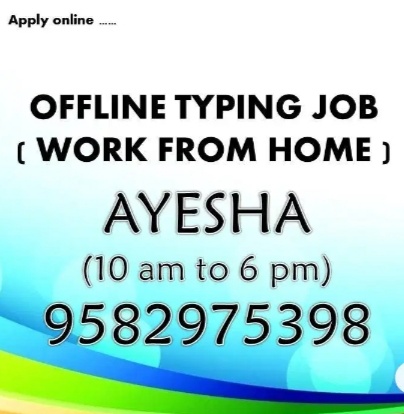 Apply online ......
OFFLINE TYPING JOB
( WORK FROM HOME )
AYESHA
(10 am to 6 pm)
9582975398